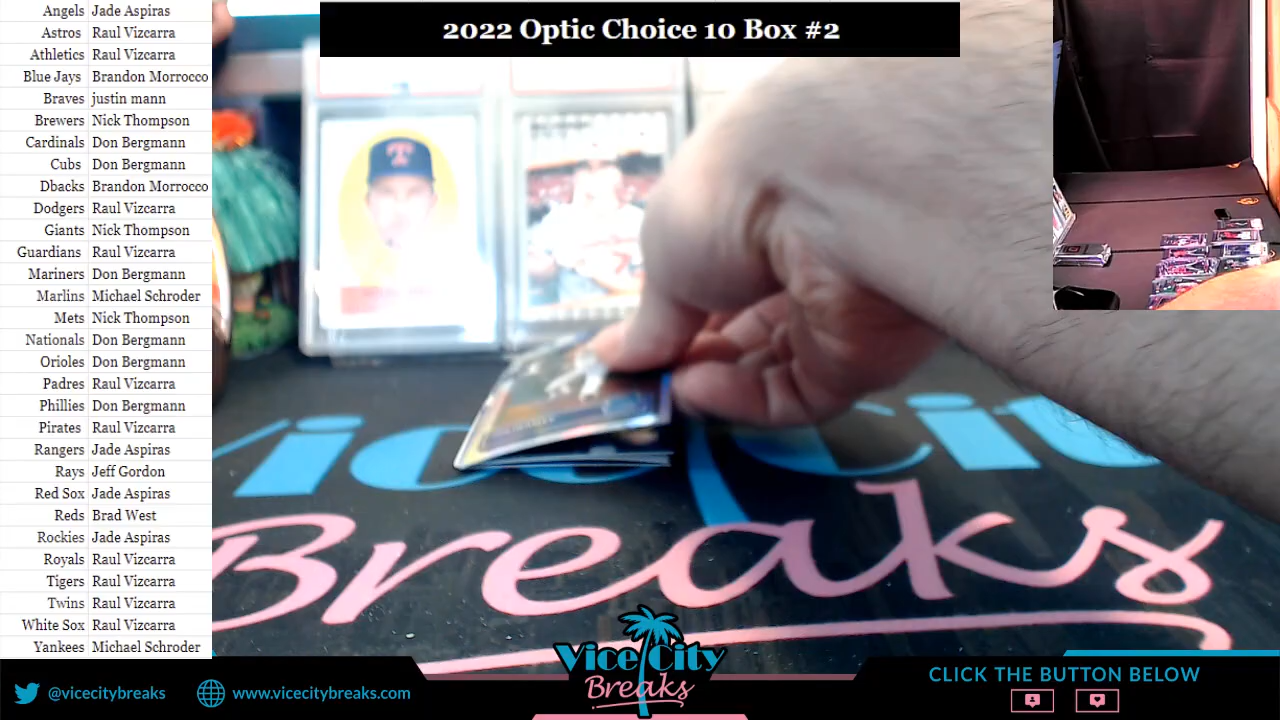 2022 Optic Choice 10 Box #2
Angels Jade Aspiras
Astros Raul Vizcarra
Athletics Raul Vizcarra
Blue Jays Brandon Morrocco
Braves justin mann
Brewers Nick Thompson
Cardinals Don Bergmann
Cubs Don Bergmann
Dbacks Brandon Morrocco
Dodgers Raul Vizcarra
Giants Nick Thompson
Guardians Raul Vizcarra
Mariners Don Bergmann
Marlins Michael Schroder
Mets Nick Thompson
Nationals Don Bergmann
Orioles Don Bergmann
Padres Raul Vizcarra
Phillies Don Bergmann
Pirates Raul Vizcarra
Rangers Jade Aspiras
Rays Jeff Gordon
Red Sox Jade Aspiras
Reds Brad West
Rockies Jade Aspiras
Royals Raul Vizcarra
Tigers Raul Vizcarra
Twins Raul Vizcarra
White Sox Raul Vizcarra
Yankees Michael Schroder
T
Vice City
Breaks
Vice City
Breaks
@vicecitybreaks
www.vicecitybreaks.com
CLICK THE BUTTON BELOW